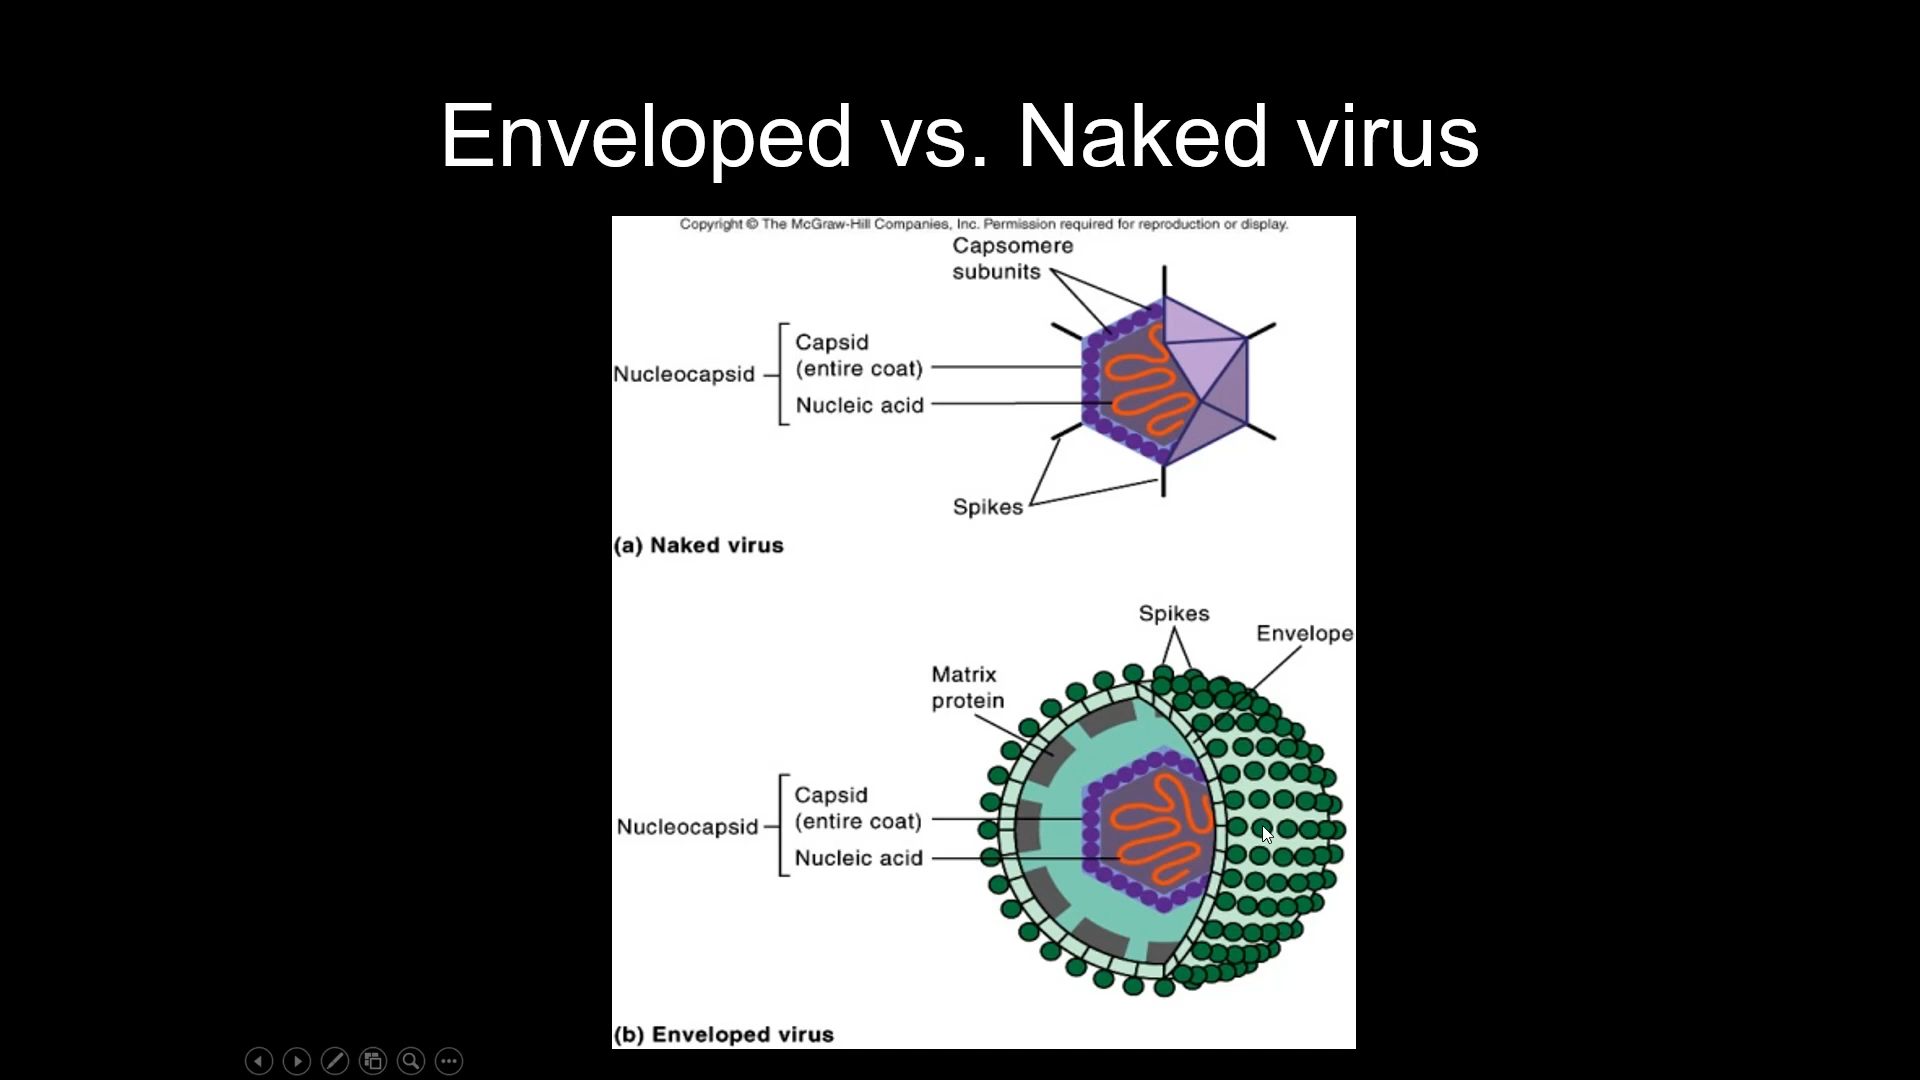 Enveloped vs. Naked virus
Copyright © The McGraw-Hill Companies, Inc. Permission required for reproduction or display.
Capsomere
subunits
Nucleocapsid
Capsid
(entire coat)
Nucleic acid
Spikes
(a) Naked virus
Spikes
Envelope
Matrix
protein
Nucleocapsid
Capsid
(entire coat)
Nucleic acid
(b) Enveloped virus